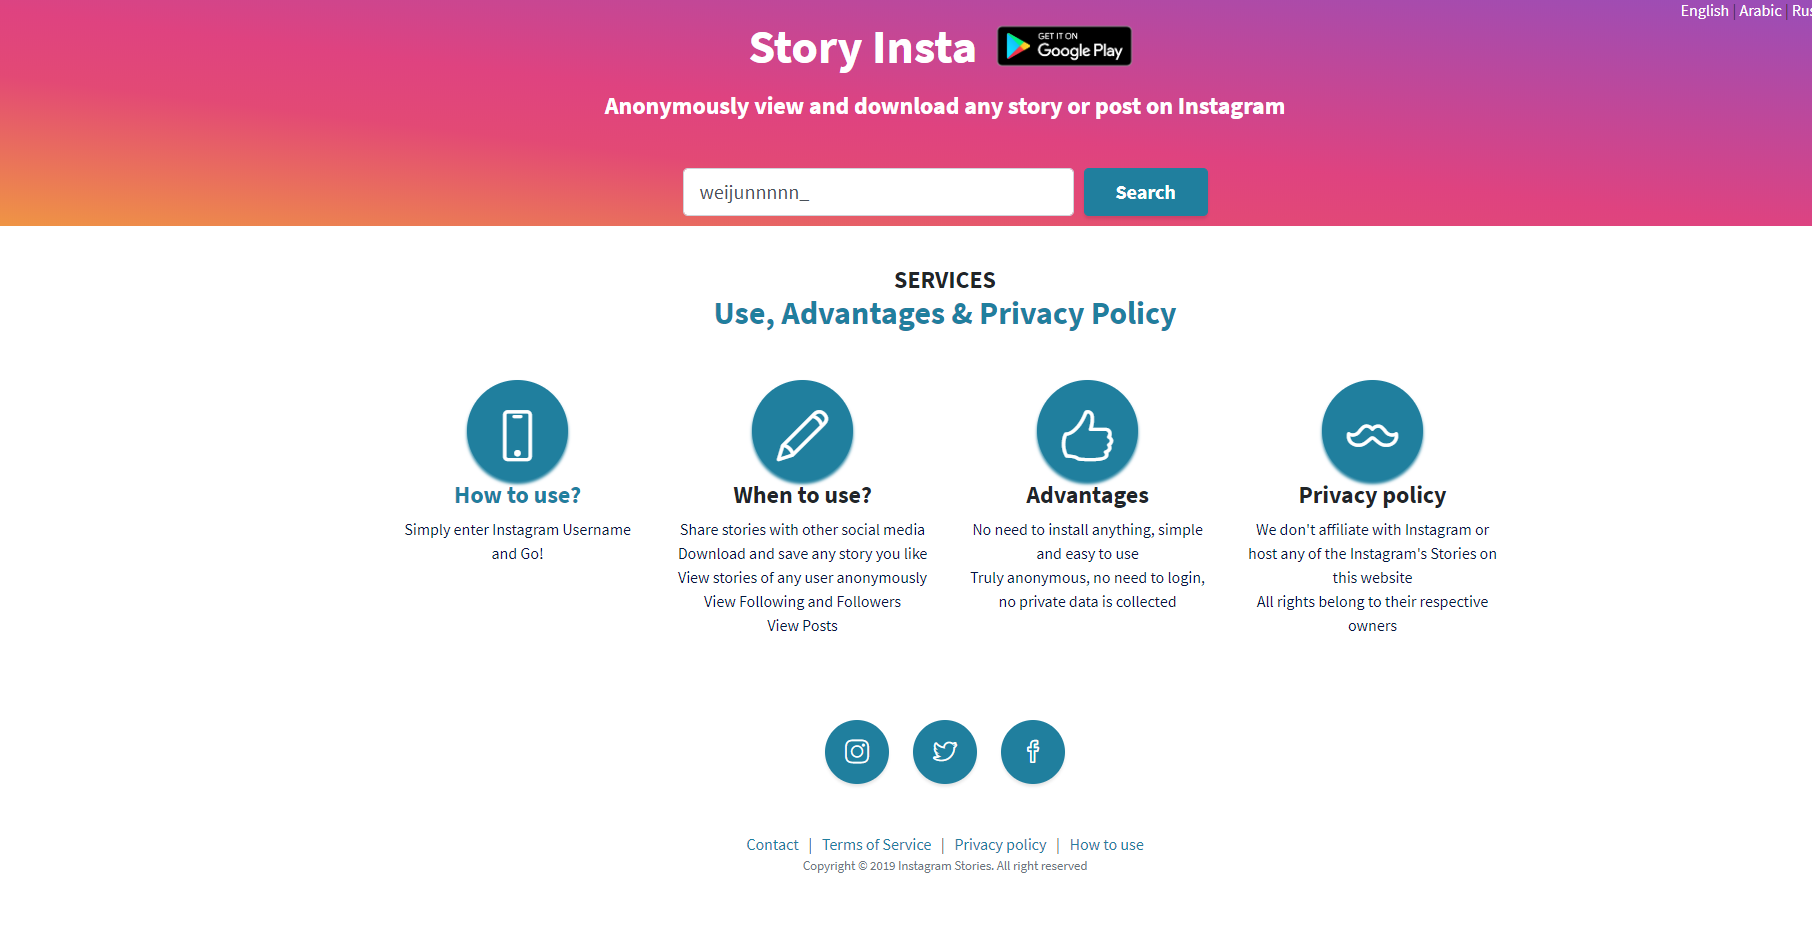 English | Arabic | Rus
Story Insta
GET IT ON
Google Play
Anonymously view and download any story or post on Instagram
weijunnnnn_
Search
SERVICES
Use, Advantages & Privacy Policy
How to use?
Simply enter Instagram Username
and Go!
When to use?
Share stories with other social media
Download and save any story you like
View stories of any user anonymously
View Following and Followers
View Posts
Advantages
No need to install anything, simple
and easy to use
Truly anonymous, no need to login,
no private data is collected
Privacy policy
We don't affiliate with Instagram or
host any of the Instagram's Stories on
this website
All rights belong to their respective
owners
Contact | Terms of Service | Privacy policy | How to use
Copyright © 2019 Instagram Stories. All right reserved